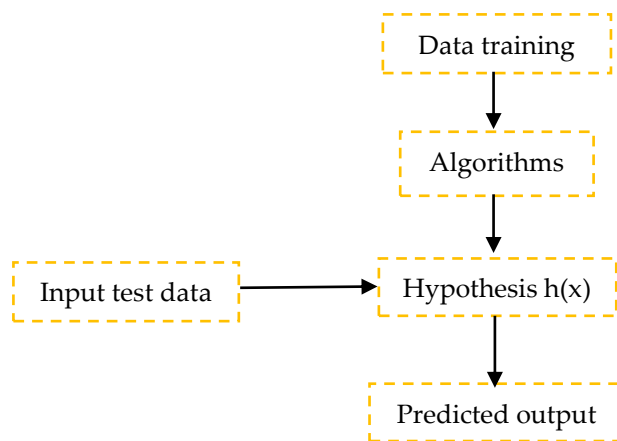 Data training
Algorithms
Input test data
Hypothesis h(x)
Predicted output